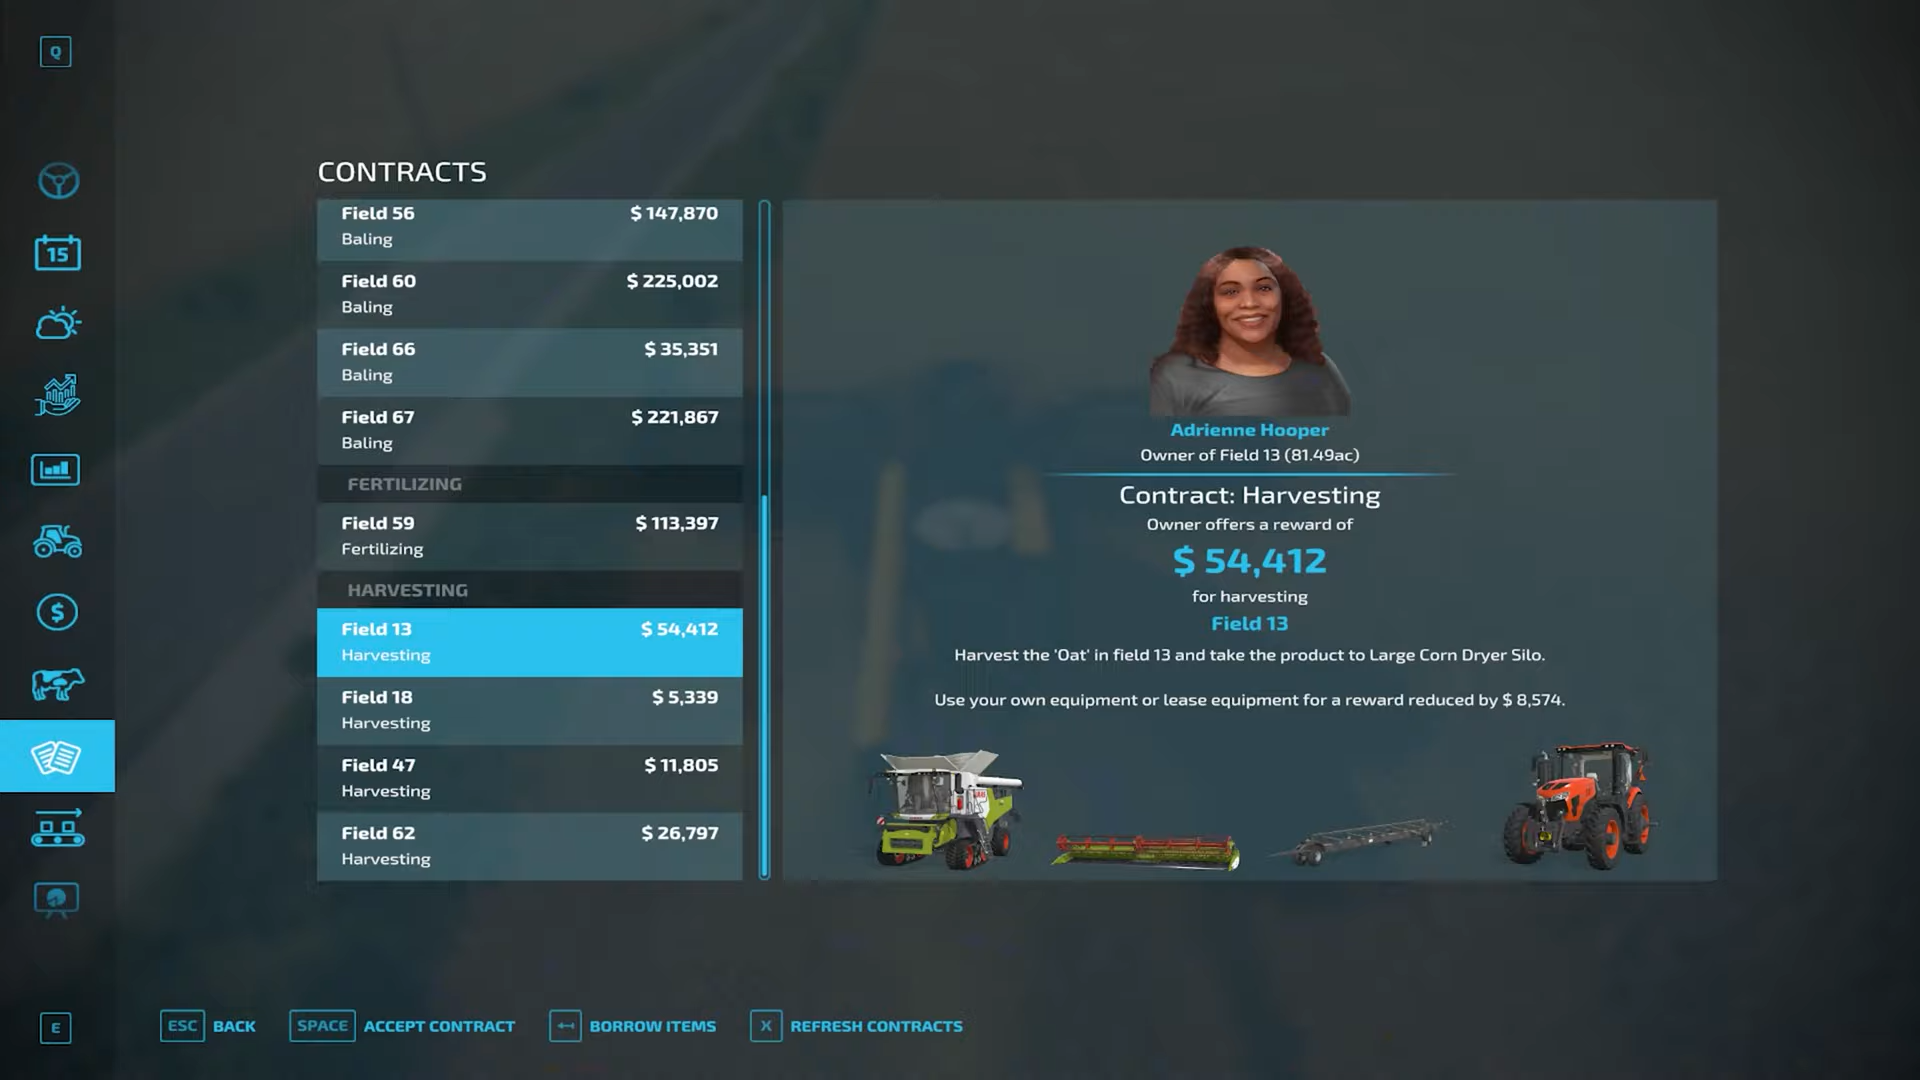 Q
15
CONTRACTS
Field 56 $ 147,870
Baling
Field 60 $ 225,002
Baling
Field 66 $ 35,351
Baling
Field 67 $ 221,867
Baling
FERTILIZING
Field 59 $ 113,397
Fertilizing
HARVESTING
Field 13 $ 54,412
Harvesting
Field 18 $ 5,339
Harvesting
Field 47 $ 11,805
Harvesting
Field 62 $ 26,797
Harvesting
Adrienne Hooper
Owner of Field 13 (81.49ac)
Contract: Harvesting
Owner offers a reward of
$ 54,412
for harvesting
Field 13
Harvest the 'Oat' in field 13 and take the product to Large Corn Dryer Silo.
Use your own equipment or lease equipment for a reward reduced by $ 8,574.
E
ESC BACK SPACE ACCEPT CONTRACT BORROW ITEMS X REFRESH CONTRACTS